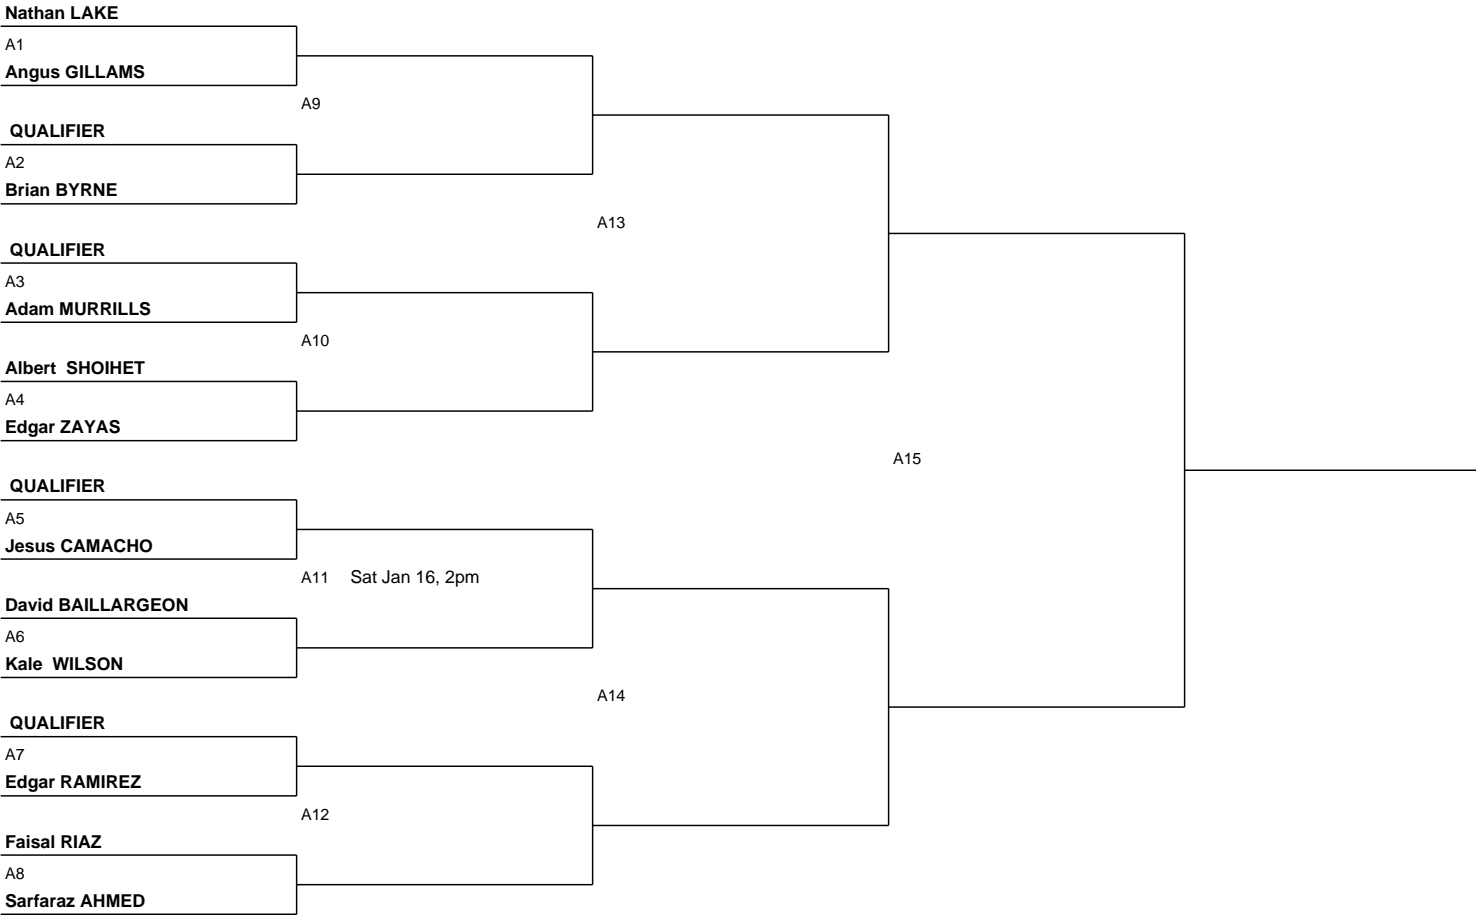 Nathan LAKE
A1
Angus GILLAMS
A9
QUALIFIER
A2
Brian BYRNE
A13
QUALIFIER
A3
Adam MURRILLS
A10
Albert SHOIHET
A4
Edgar ZAYAS
A15
QUALIFIER
A5
Jesus CAMACHO
A11 Sat Jan 16, 2pm
David BAILLARGEON
A6
Kale WILSON
A14
QUALIFIER
A7
Edgar RAMIREZ
A12
Faisal RIAZ
A8
Sarfaraz AHMED